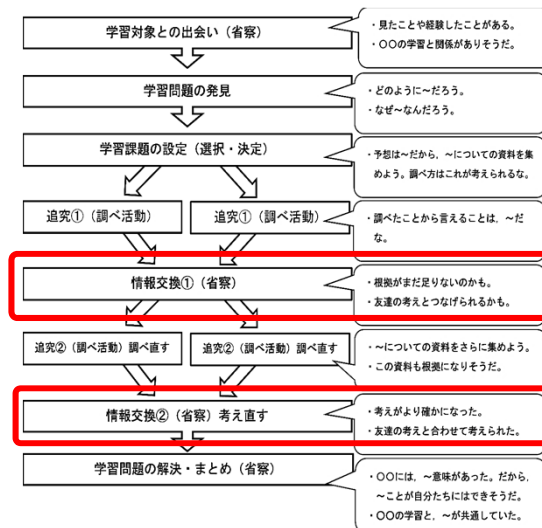 学習対象との出会い（省察）
・見たことや経験したことがある。
・〇〇の学習と関係がありそうだ。
学習問題の発見
・どのように～だろう。
・なぜ～なんだろう。
学習課題の設定（選択・決定）
・予想は～だから，～についての資料を集
めよう。調べ方はこれが考えられるな。
追究①（調べ活動）
追究①（調べ活動）
・調べたことから言えることは，～だ
な。
情報交換①（省察）
・根拠がまだ足りないのかも。
・友達の考えとつなげられるかも。
追究②（調べ活動）調べ直す
追究②（調べ活動）調べ直す
・～についての資料をさらに集めよう。
・この資料も根拠になりそうだ。
情報交換②（省察）考え直す
・考えがより確かになった。
・友達の考えと合わせて考えられた。
学習問題の解決・まとめ（省察）
・〇〇には，～意味があった。だから，
～ことが自分たちにはできそうだ。
・〇〇の学習と，～が共通していた。